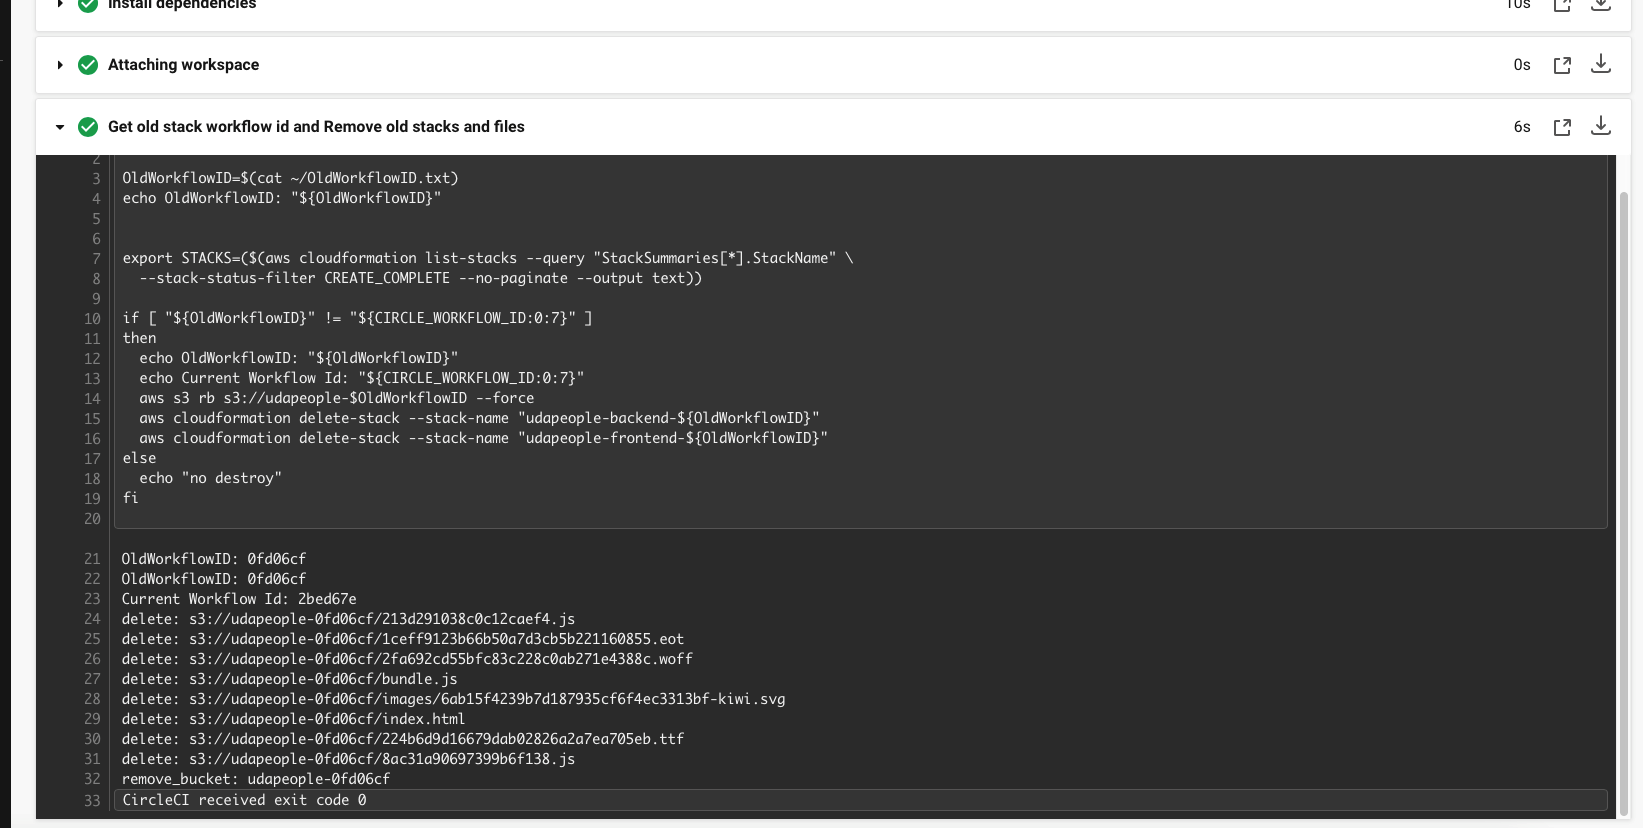 Install dependencies 10s
Attaching workspace 0s
Get old stack workflow id and Remove old stacks and files 6s
2
3 OldWorkflowID=$(cat ~/OldWorkflowID.txt)
4 echo OldWorkflowID: "${OldWorkflowID}"
5
6
7 export STACKS=($(aws cloudformation list-stacks --query "StackSummaries[*].StackName" \
8   --stack-status-filter CREATE_COMPLETE --no-paginate --output text))
9
10 if [ "${OldWorkflowID}" != "${CIRCLE_WORKFLOW_ID:0:7}" ]
11 then
12   echo OldWorkflowID: "${OldWorkflowID}"
13   echo Current Workflow Id: "${CIRCLE_WORKFLOW_ID:0:7}"
14   aws s3 rb s3://udapeople-$OldWorkflowID --force
15   aws cloudformation delete-stack --stack-name "udapeople-backend-${OldWorkflowID}"
16   aws cloudformation delete-stack --stack-name "udapeople-frontend-${OldWorkflowID}"
17 else
18   echo "no destroy"
19 fi
20
21 OldWorkflowID: 0fd06cf
22 OldWorkflowID: 0fd06cf
23 Current Workflow Id: 2bed67e
24 delete: s3://udapeople-0fd06cf/213d291038c0c12caef4.js
25 delete: s3://udapeople-0fd06cf/1ceff9123b66b50a7d3cb5b221160855.eot
26 delete: s3://udapeople-0fd06cf/2fa692cd55bfc83c228c0ab271e4388c.woff
27 delete: s3://udapeople-0fd06cf/bundle.js
28 delete: s3://udapeople-0fd06cf/images/6ab15f4239b7d187935cf6f4ec3313bf-kiwi.svg
29 delete: s3://udapeople-0fd06cf/index.html
30 delete: s3://udapeople-0fd06cf/224b6d9d16679dab02826a2a7ea705eb.ttf
31 delete: s3://udapeople-0fd06cf/8ac31a90697399b6f138.js
32 remove_bucket: udapeople-0fd06cf
33 CircleCI received exit code 0